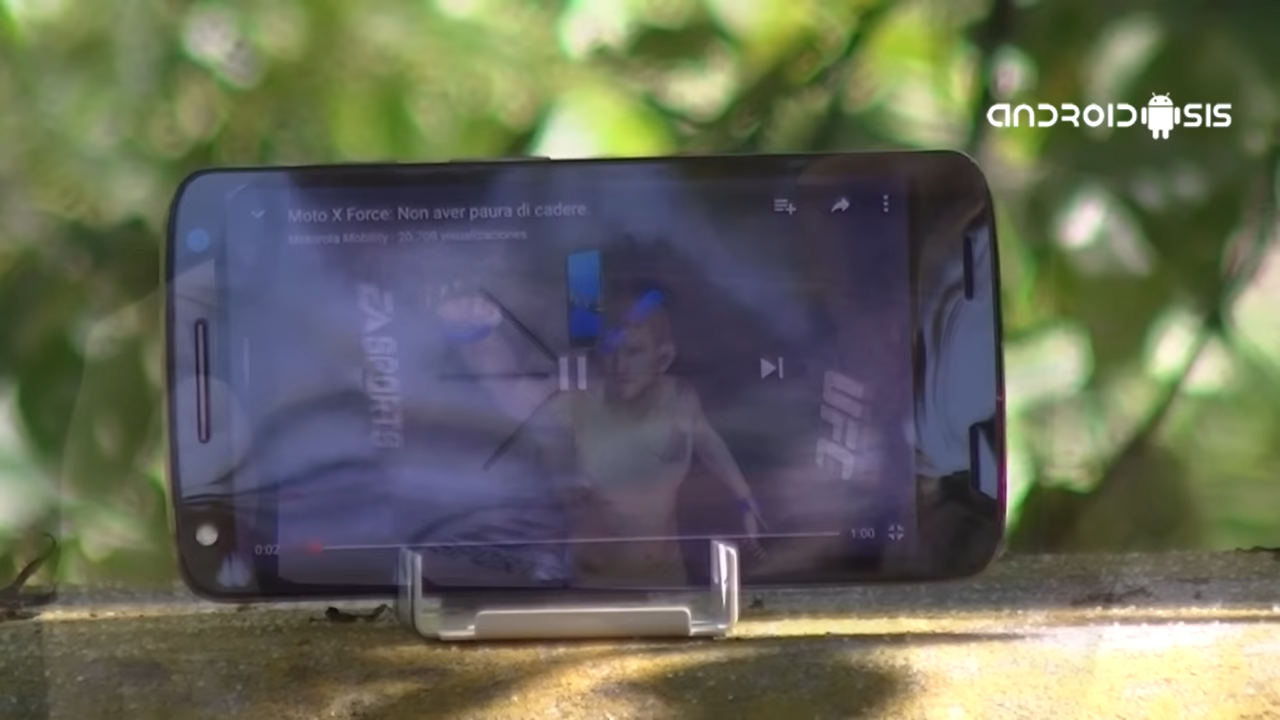 ANDROIDSIS
Moto X Force: Non aver paura di cadere.
Motorola Mobility · 20.708 visualizaciones
EA SPORTS
UFC
0:02
1:00